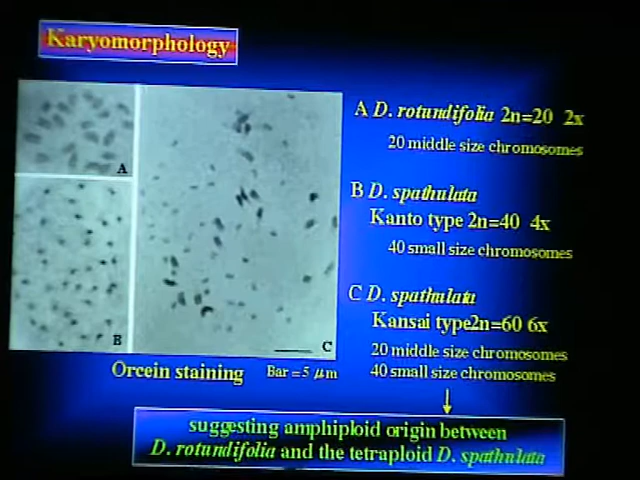 Karyomorphology
A D. rotundifolia 2n=20 2x
20 middle size chromosomes
B D. spathulata
Kanto type 2n=40 4x
40 small size chromosomes
C D. spathulata
Kansai type2n=60 6x
20 middle size chromosomes
40 small size chromosomes
A
B
C
Orcein staining Bar = 5 μm
suggesting amphiploid origin between
D. rotundifolia and the tetraploid D. spathulata